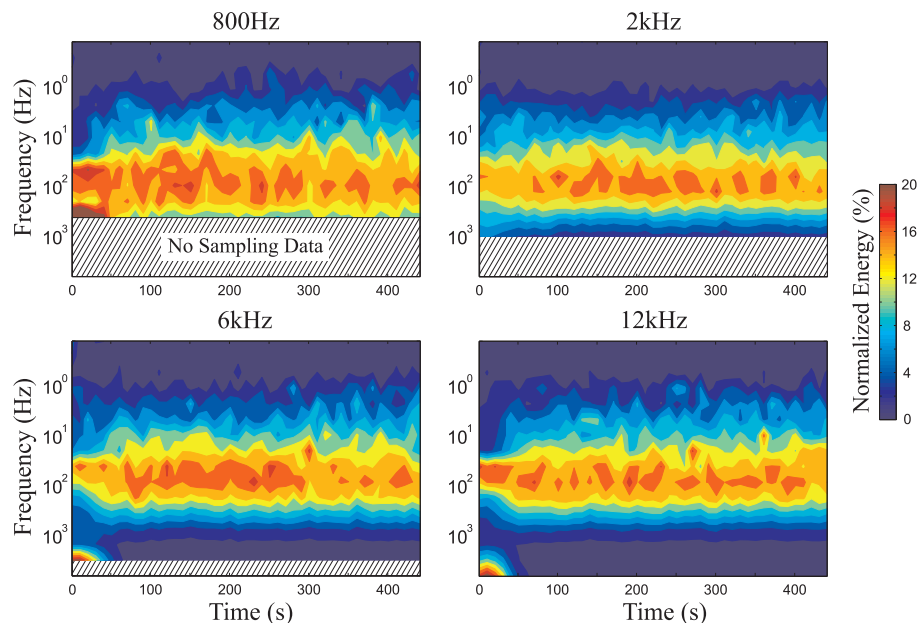 800Hz
2kHz
Frequency (Hz)
10^0
10^1
10^2
10^3
No Sampling Data
0 100 200 300 400
10^0
10^1
10^2
10^3
0 100 200 300 400
6kHz
12kHz
Frequency (Hz)
10^0
10^1
10^2
10^3
0 100 200 300 400
Time (s)
10^0
10^1
10^2
10^3
0 100 200 300 400
Time (s)
Normalized Energy (%)
20
16
12
8
4
0